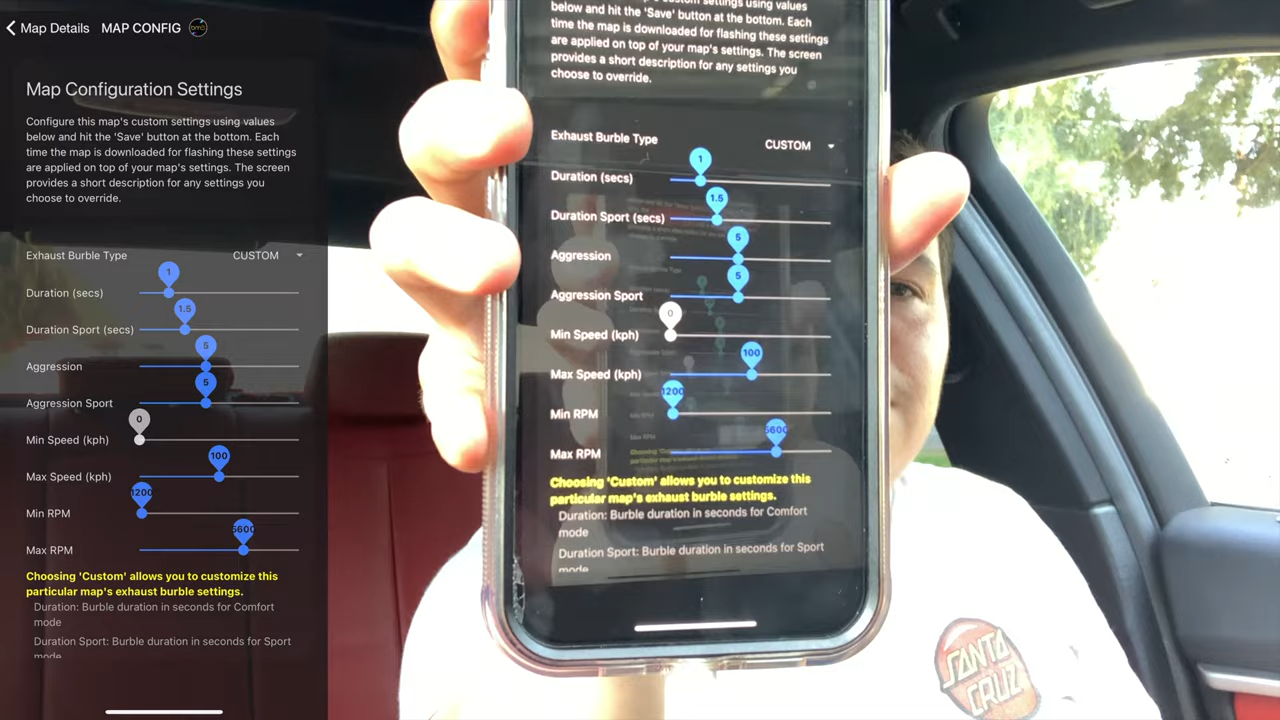 Map Details MAP CONFIG
Map Configuration Settings
Configure this map's custom settings using values
below and hit the 'Save' button at the bottom. Each
time the map is downloaded for flashing these settings
are applied on top of your map's settings. The screen
provides a short description for any settings you
choose to override.
Exhaust Burble Type CUSTOM
1
Duration (secs)
1.5
Duration Sport (secs)
5
Aggression
5
Aggression Sport
0
Min Speed (kph)
100
Max Speed (kph)
1200
Min RPM
5600
Max RPM
Choosing 'Custom' allows you to customize this
particular map's exhaust burble settings.
Duration: Burble duration in seconds for Comfort
mode
Duration Sport: Burble duration in seconds for Sport
mode
custom settings using values
below and hit the 'Save' button at the bottom. Each
time the map is downloaded for flashing these settings
are applied on top of your map's settings. The screen
provides a short description for any settings you
choose to override.
Exhaust Burble Type CUSTOM
1
Duration (secs)
1.5
Duration Sport (secs)
5
Aggression
5
Aggression Sport
0
Min Speed (kph)
100
Max Speed (kph)
1200
Min RPM
5600
Max RPM
Choosing 'Custom' allows you to customize this
particular map's exhaust burble settings.
Duration: Burble duration in seconds for Comfort
mode
Duration Sport: Burble duration in seconds for Sport
mode
SANTA
CRUZ